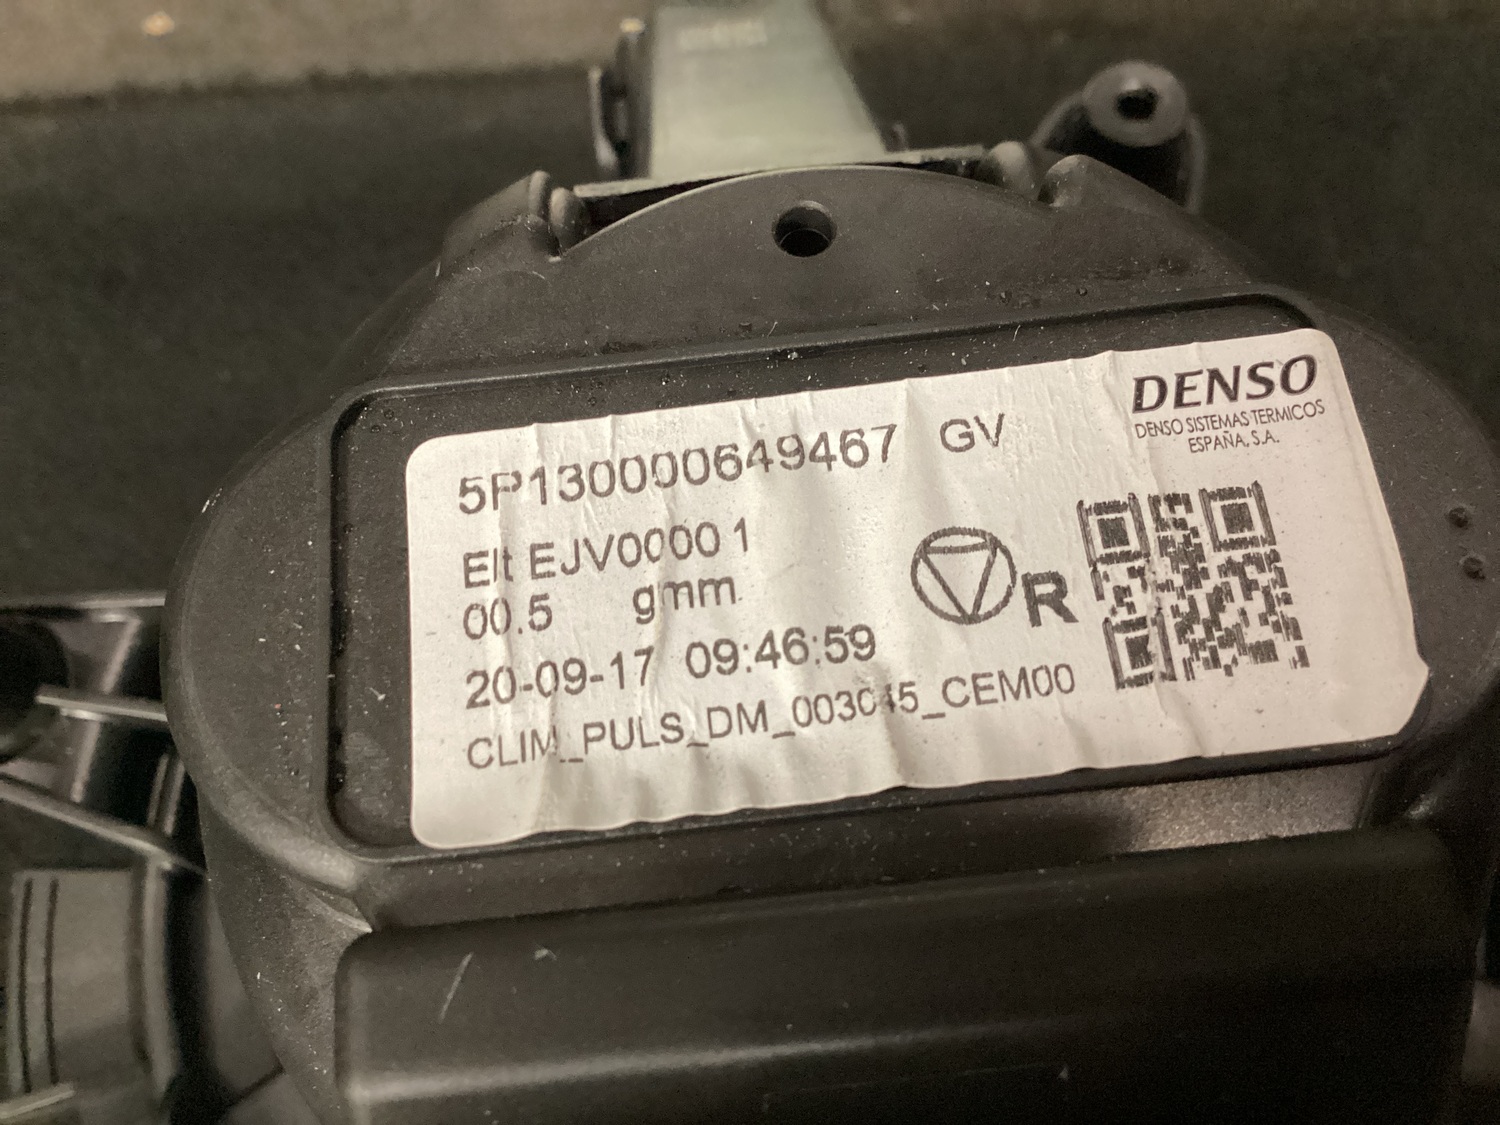 DENSO
DENSO SISTEMAS TERMICOS
ESPAÑA, S.A.
5P130000649467 GV
Elt EJV0000 1
00.5 gmm.
R
20-09-17 09:46:59
CLIM_PULS_DM_003045_CEM00